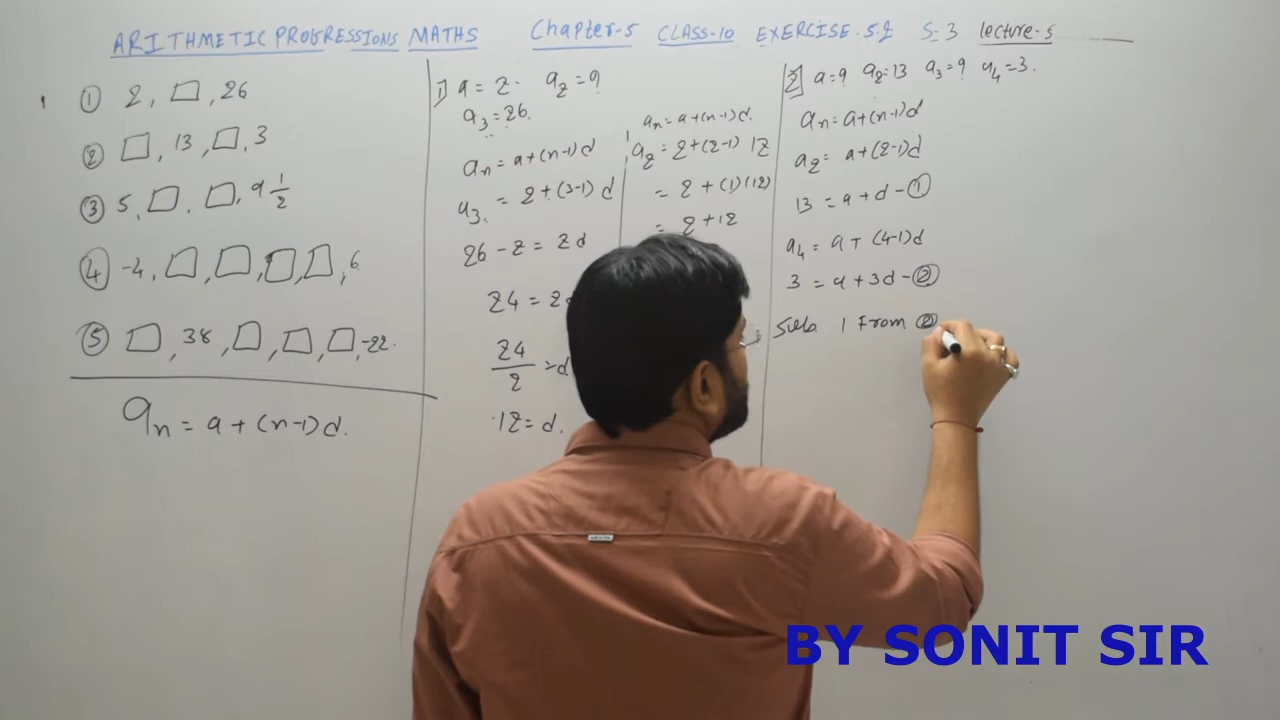 ARITHMETIC PROGRESSIONS MATHS Chapter-5 CLASS-10 EXERCISE. 5.2 5.3 lecture-5
① 2, □, 26
② □, 13, □, 3
③ 5, □, □, 9 1/2
④ -4, □, □, □, □, 6
⑤ □, 38, □, □, □, -22.
an = a+(n-1)d.
1] a = 2. a2 = ?
a3 = 26.
an = a+(n-1)d
a3. = 2+(3-1)d
26-2 = 2d
24 = 2
24/2 = d
12 = d.
an = a+(n-1)d.
a2 = 2+(2-1)12
= 2+(1)(12)
= 2+12
2] a=? a2=13 a3=? a4=3.
an = a+(n-1)d
a2 = a+(2-1)d
13 = a+d-①
a4 = a+(4-1)d
3 = a+3d-②
Sub 1 From ②
BY SONIT SIR